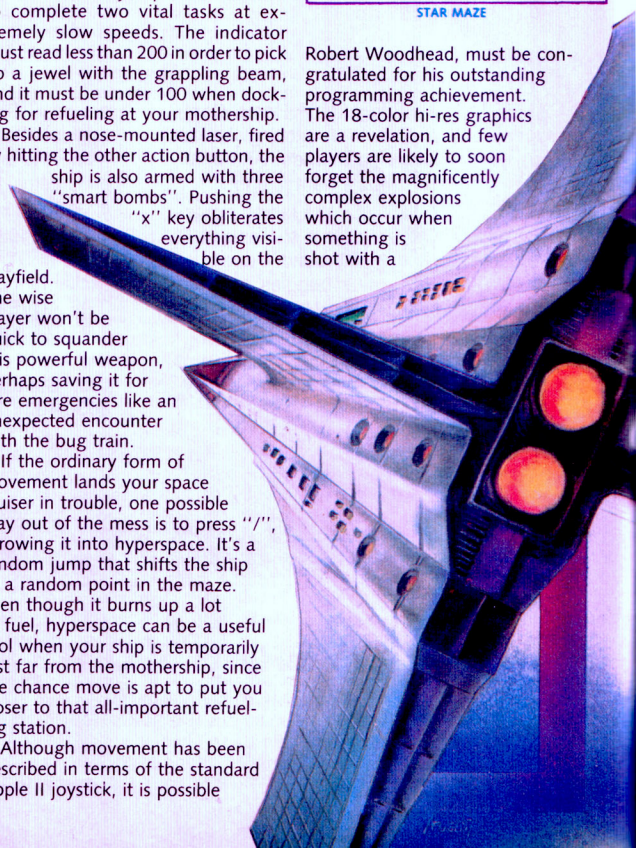 complete two vital tasks at ex-
emely slow speeds. The indicator
ust read less than 200 in order to pick
p a jewel with the grappling beam,
nd it must be under 100 when dock-
g for refueling at your mothership.
Besides a nose-mounted laser, fired
y hitting the other action button, the
ship is also armed with three
"smart bombs". Pushing the
"x" key obliterates
everything visi-
ble on the
ayfield.
he wise
ayer won't be
uick to squander
is powerful weapon,
erhaps saving it for
re emergencies like an
nexpected encounter
th the bug train.
If the ordinary form of
ovement lands your space
uiser in trouble, one possible
ay out of the mess is to press "/",
rowing it into hyperspace. It's a
ndom jump that shifts the ship
a random point in the maze.
en though it burns up a lot
fuel, hyperspace can be a useful
ol when your ship is temporarily
st far from the mothership, since
e chance move is apt to put you
oser to that all-important refuel-
g station.
Although movement has been
escribed in terms of the standard
pple II joystick, it is possible
STAR MAZE
Robert Woodhead, must be con-
gratulated for his outstanding
programming achievement.
The 18-color hi-res graphics
are a revelation, and few
players are likely to soon
forget the magnificently
complex explosions
which occur when
something is
shot with a